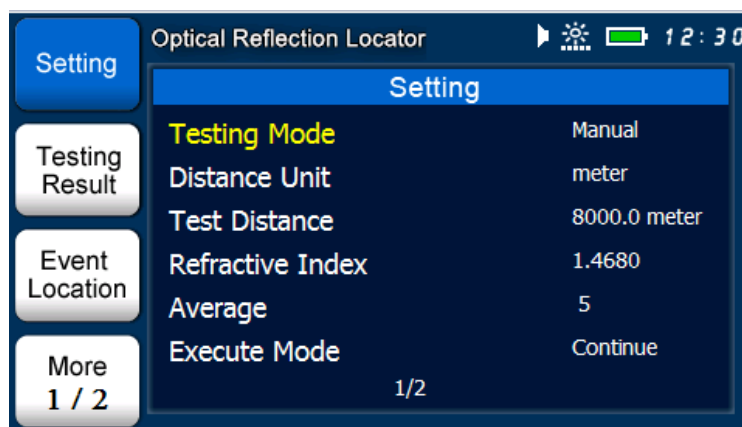 Optical Reflection Locator 12:30
Setting
Testing
Result
Event
Location
More
1 / 2
Setting
Testing Mode Manual
Distance Unit meter
Test Distance 8000.0 meter
Refractive Index 1.4680
Average 5
Execute Mode Continue
1/2